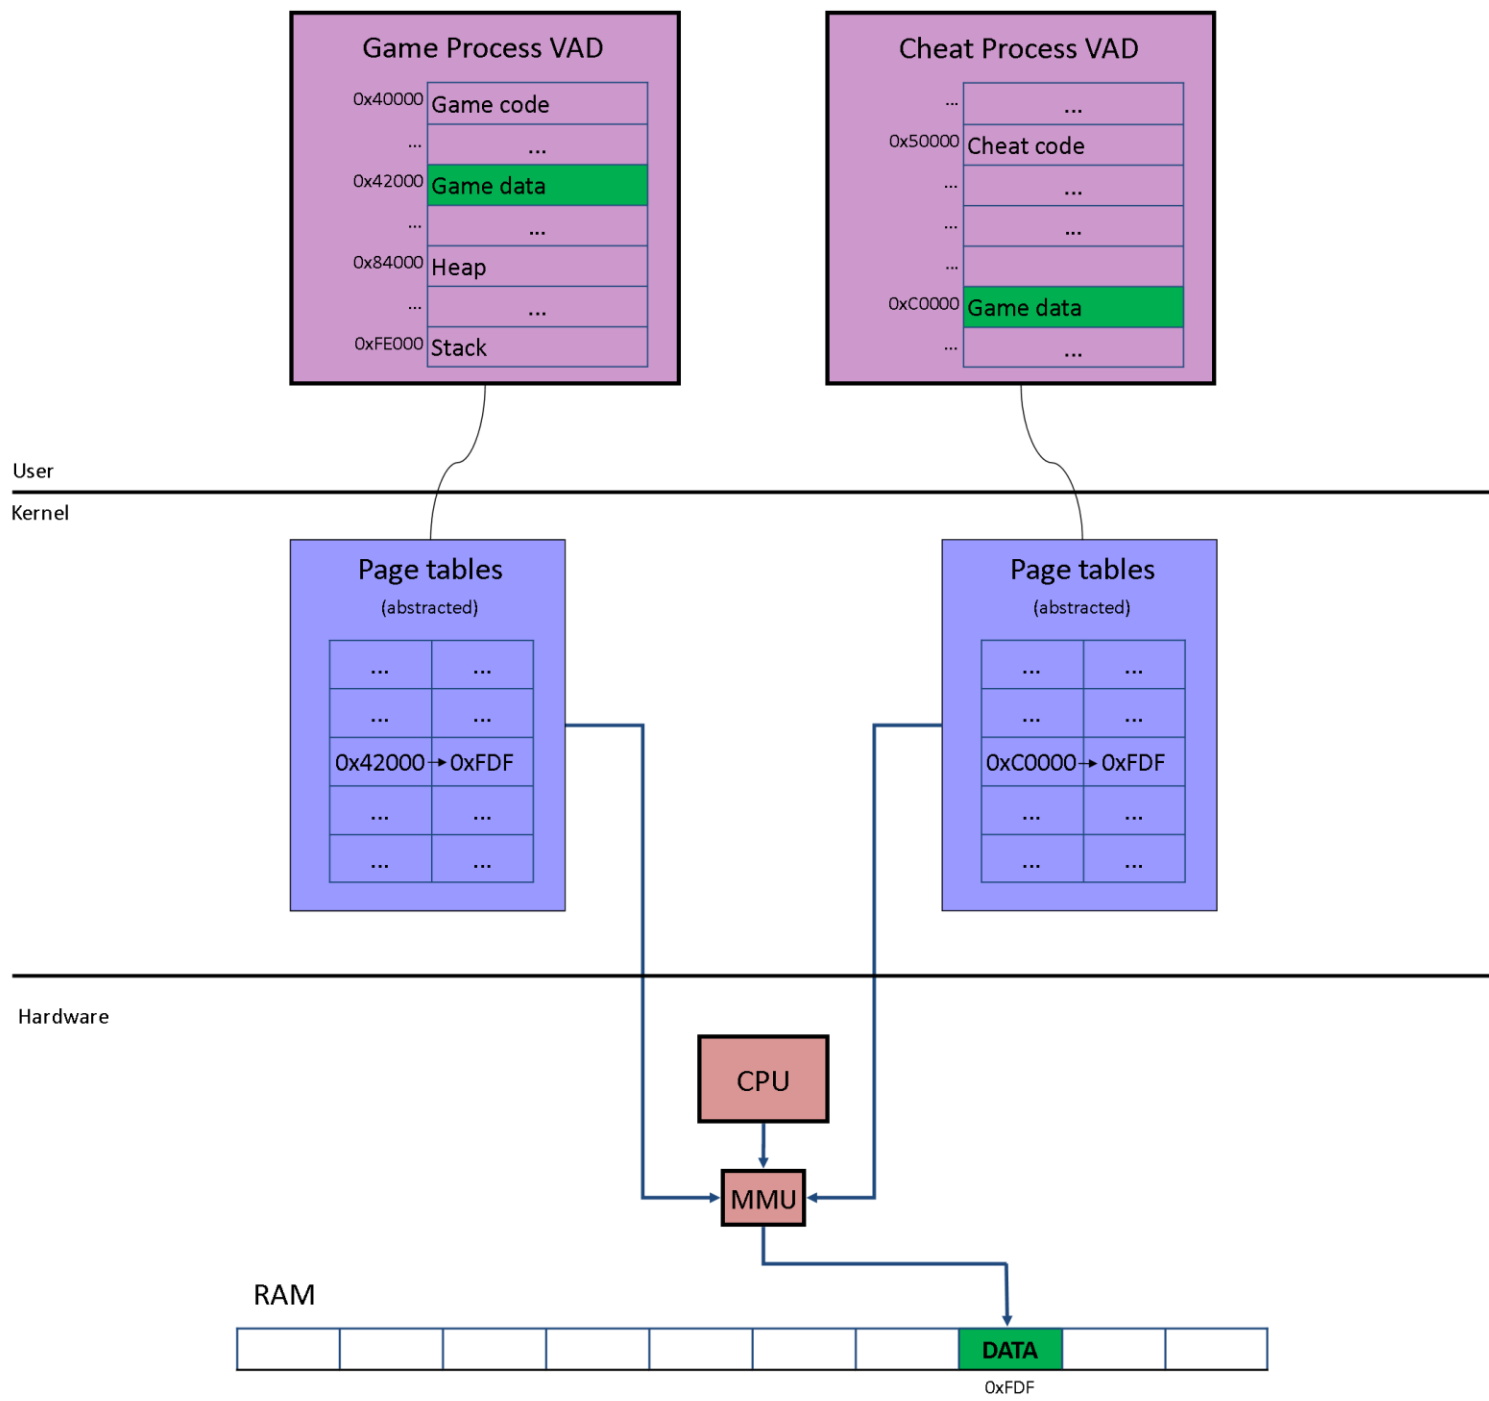 Game Process VAD
0x40000 Game code
... ...
0x42000 Game data
... ...
0x84000 Heap
... ...
0xFE000 Stack
Cheat Process VAD
... ...
0x50000 Cheat code
... ...
... ...
...
0xC0000 Game data
... ...
User
Kernel
Page tables
(abstracted)
... ...
... ...
0x42000 → 0xFDF
... ...
... ...
Page tables
(abstracted)
... ...
... ...
0xC0000 → 0xFDF
... ...
... ...
Hardware
CPU
MMU
RAM
DATA
0xFDF